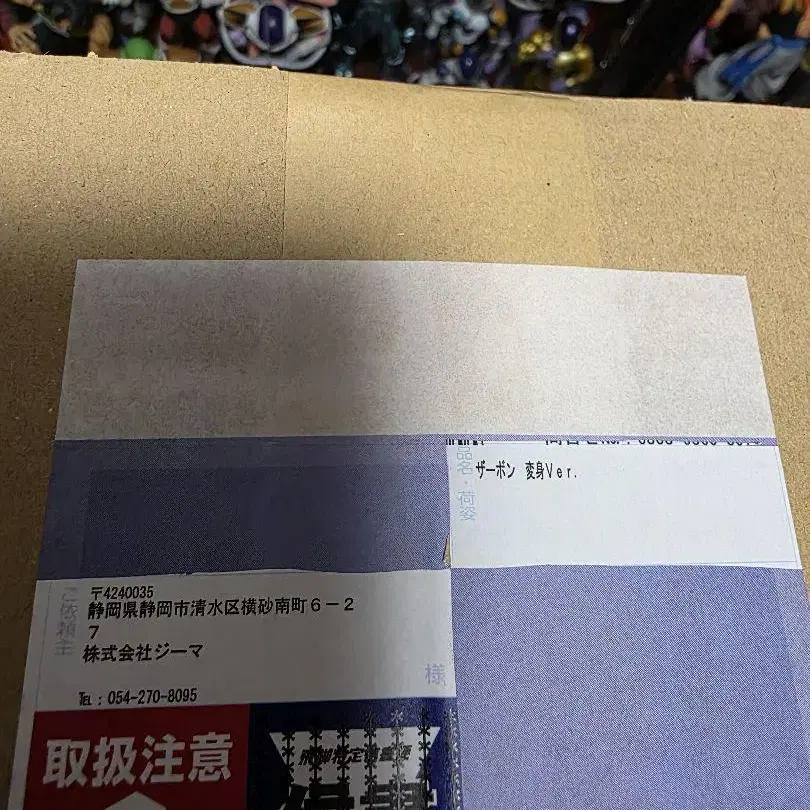 品名・荷姿
ザーボン 変身Ver.
ご依頼主
〒4240035
静岡県静岡市清水区横砂南町6-2
7
株式会社ジーマ
様
TEL:054-270-8095
取扱注意